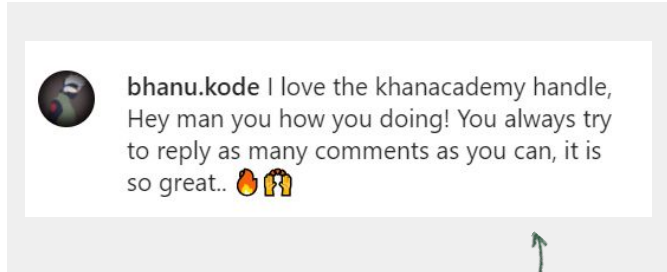 bhanu.kode I love the khanacademy handle,
Hey man you how you doing! You always try
to reply as many comments as you can, it is
so great.. 🔥🙌